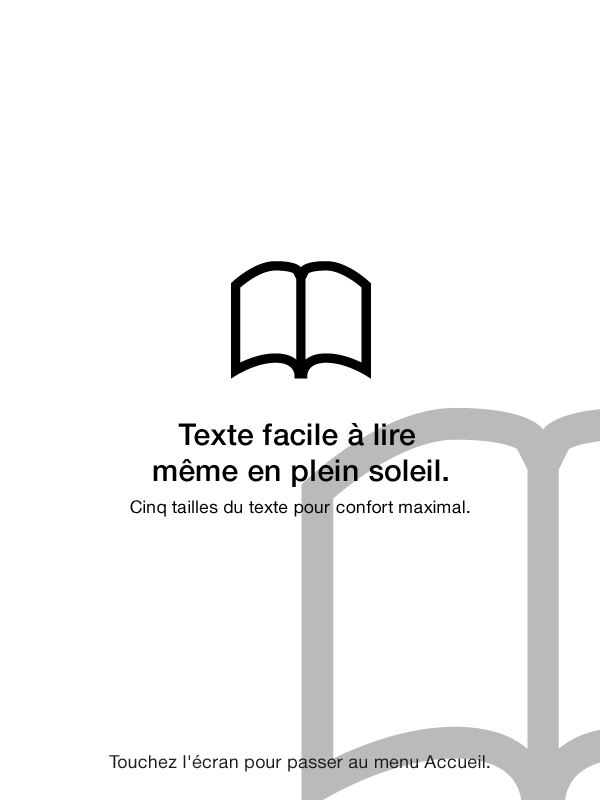 Texte facile à lire
même en plein soleil.
Cinq tailles du texte pour confort maximal.
Touchez l'écran pour passer au menu Accueil.